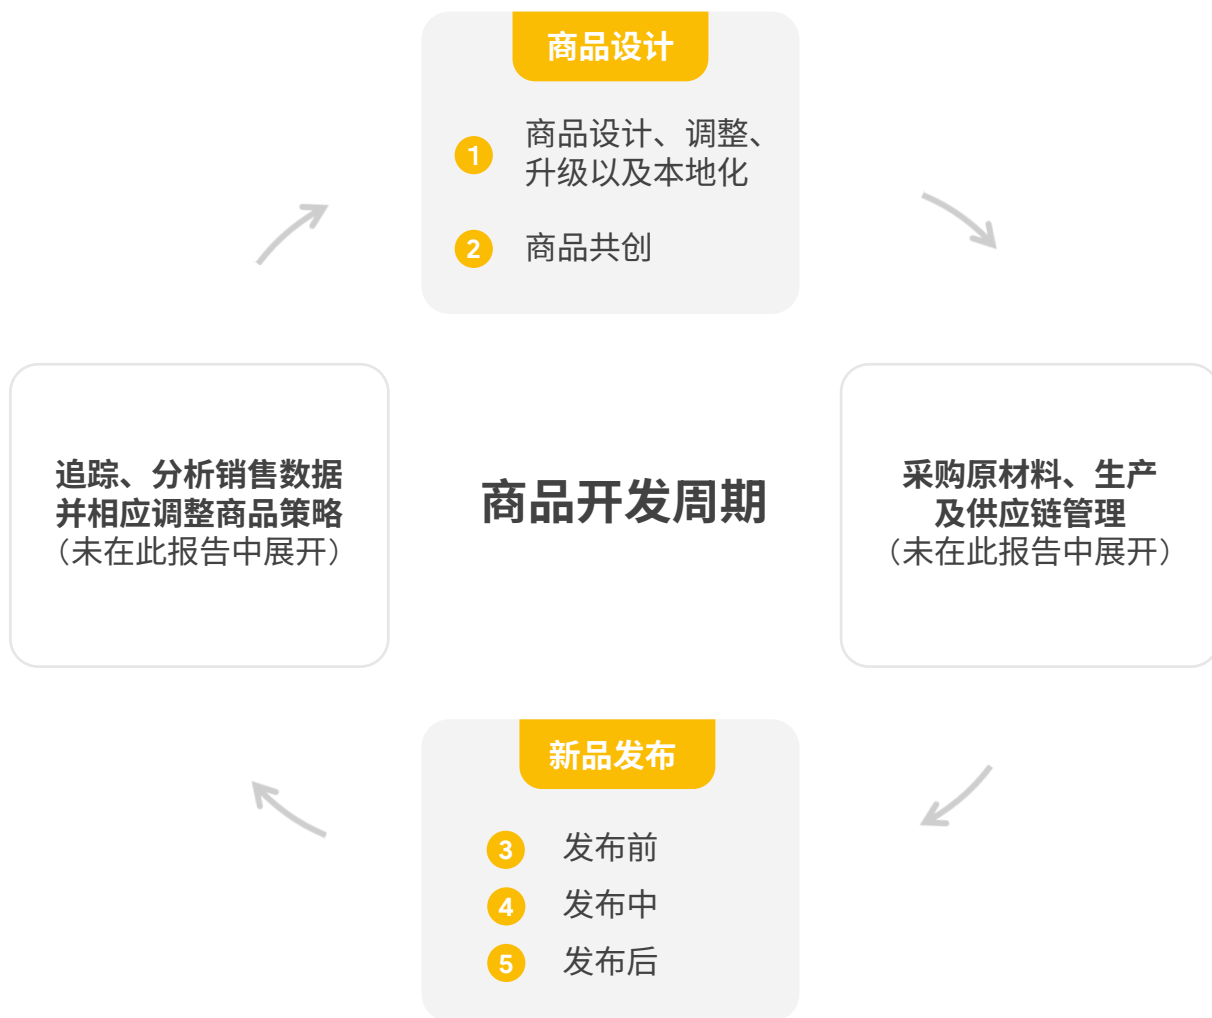 商品设计
1 商品设计、调整、
升级以及本地化
2 商品共创
追踪、分析销售数据
并相应调整商品策略
（未在此报告中展开）
商品开发周期
采购原材料、生产
及供应链管理
（未在此报告中展开）
新品发布
3 发布前
4 发布中
5 发布后